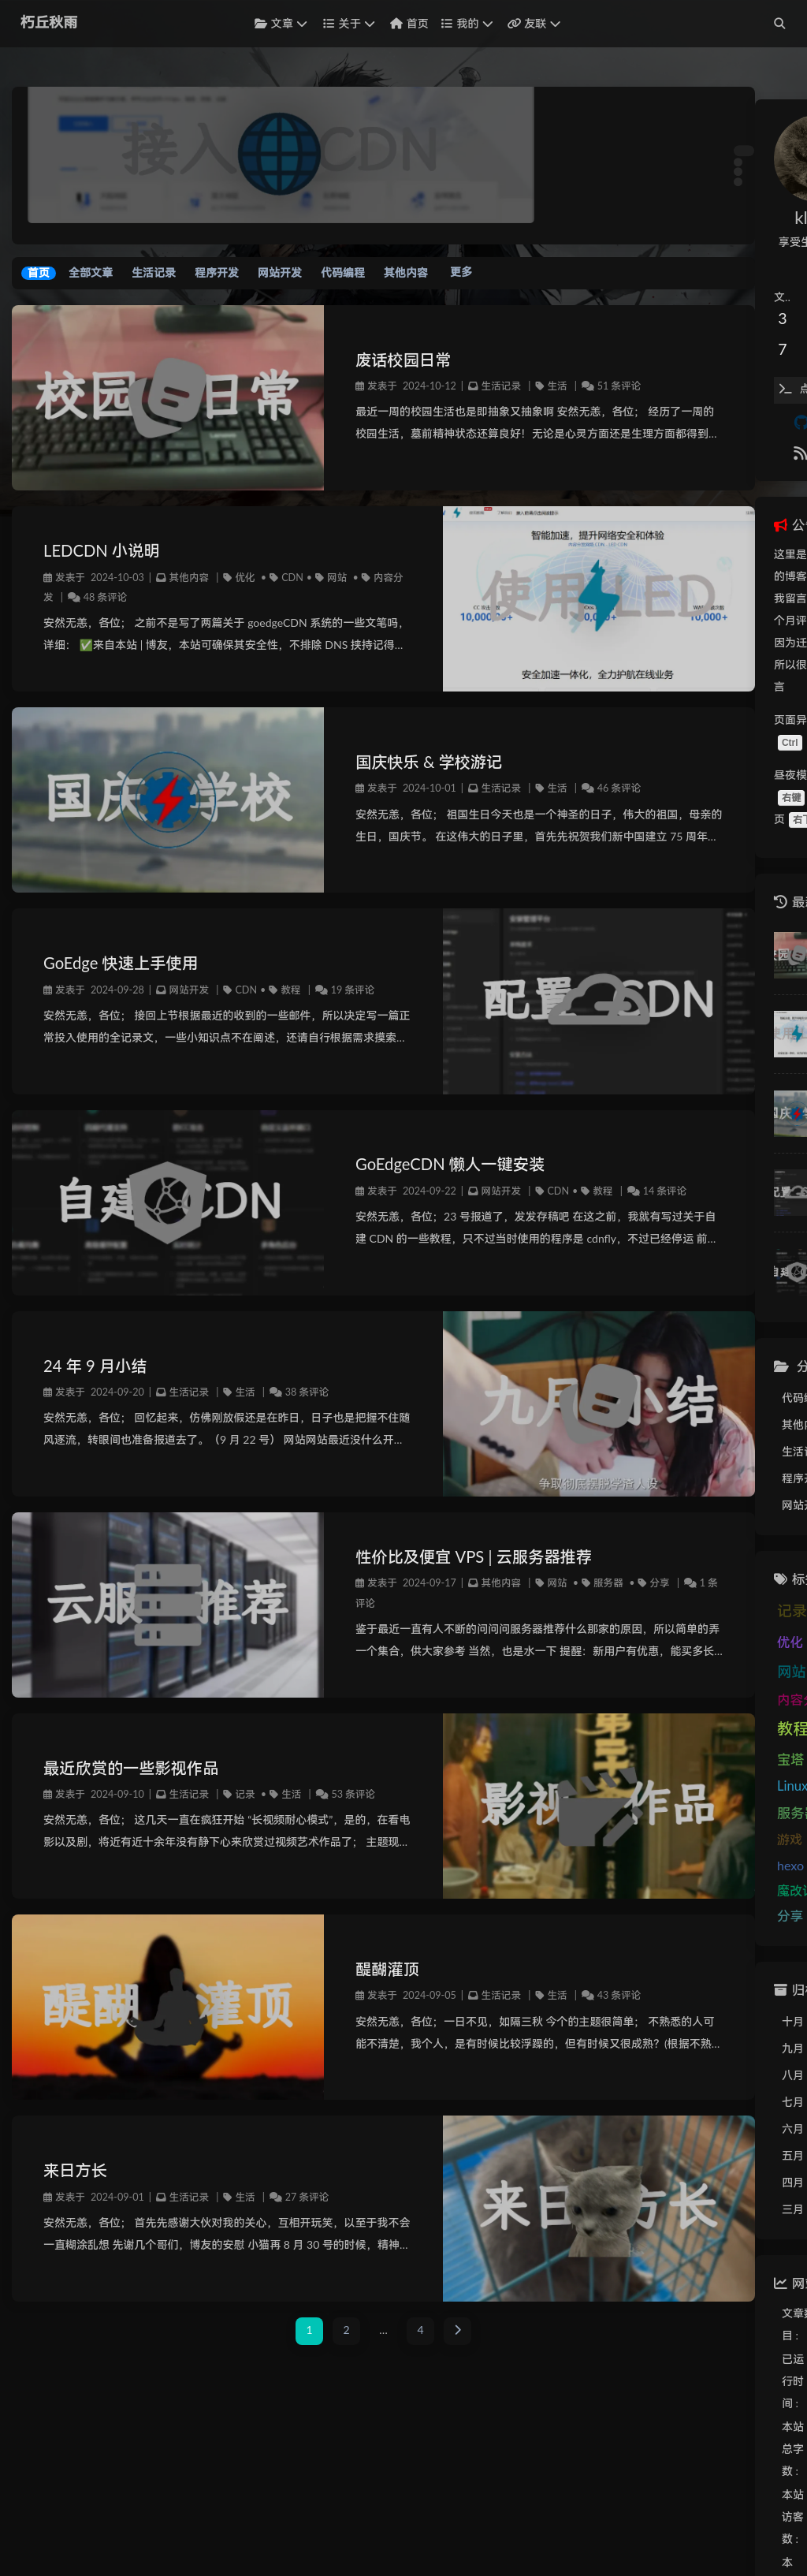 朽丘秋雨
文章 关于 首页 我的 友联
接入 CDN
首页 全部文章 生活记录 程序开发 网站开发 代码编程 其他内容 更多
校园 日常
废话校园日常
发表于 2024-10-12 | 生活记录 | 生活 | 51 条评论
最近一周的校园生活也是即抽象又抽象啊 安然无恙，各位； 经历了一周的
校园生活，墓前精神状态还算良好！无论是心灵方面还是生理方面都得到...
LEDCDN 小说明
发表于 2024-10-03 | 其他内容 | 优化 • CDN • 网站 • 内容分
发 | 48 条评论
安然无恙，各位； 之前不是写了两篇关于 goedgeCDN 系统的一些文笔吗，
详细： ✅来自本站 | 博友，本站可确保其安全性，不排除 DNS 挟持记得...
智能加速，提升网络安全和体验
使用 LED
安全加速一体化，全力护航在线业务
国庆 学校
国庆快乐 & 学校游记
发表于 2024-10-01 | 生活记录 | 生活 | 46 条评论
安然无恙，各位； 祖国生日今天也是一个神圣的日子，伟大的祖国，母亲的
生日，国庆节。 在这伟大的日子里，首先先祝贺我们新中国建立 75 周年...
GoEdge 快速上手使用
发表于 2024-09-28 | 网站开发 | CDN • 教程 | 19 条评论
安然无恙，各位； 接回上节根据最近的收到的一些邮件，所以决定写一篇正
常投入使用的全记录文，一些小知识点不在阐述，还请自行根据需求摸索...
配置 CDN
自建 CDN
GoEdgeCDN 懒人一键安装
发表于 2024-09-22 | 网站开发 | CDN • 教程 | 14 条评论
安然无恙，各位；23 号报道了，发发存稿吧 在这之前，我就有写过关于自
建 CDN 的一些教程，只不过当时使用的程序是 cdnfly，不过已经停运 前...
24 年 9 月小结
发表于 2024-09-20 | 生活记录 | 生活 | 38 条评论
安然无恙，各位； 回忆起来，仿佛刚放假还是在昨日，日子也是把握不住随
风逐流，转眼间也准备报道去了。（9 月 22 号） 网站网站最近没什么开...
九月 小结
争取彻底摆脱学渣人设
云服 推荐
性价比及便宜 VPS | 云服务器推荐
发表于 2024-09-17 | 其他内容 | 网站 • 服务器 • 分享 | 1 条
评论
鉴于最近一直有人不断的问问问服务器推荐什么那家的原因，所以简单的弄
一个集合，供大家参考 当然，也是水一下 提醒：新用户有优惠，能买多长...
最近欣赏的一些影视作品
发表于 2024-09-10 | 生活记录 | 记录 • 生活 | 53 条评论
安然无恙，各位； 这几天一直在疯狂开始 “长视频耐心模式”，是的，在看电
影以及剧，将近有近十余年没有静下心来欣赏过视频艺术作品了； 主题现...
影视 作品
醍醐 灌顶
醍醐灌顶
发表于 2024-09-05 | 生活记录 | 生活 | 43 条评论
安然无恙，各位；一日不见，如隔三秋 今个的主题很简单； 不熟悉的人可
能不清楚，我个人，是有时候比较浮躁的，但有时候又很成熟？(根据不熟...
来日方长
发表于 2024-09-01 | 生活记录 | 生活 | 27 条评论
安然无恙，各位； 首先先感谢大伙对我的关心，互相开玩笑，以至于我不会
一直糊涂乱想 先谢几个哥们，博友的安慰 小猫再 8 月 30 号的时候，精神...
来日方长
1 2 … 4
享受生
文..
3
7
这里是
的博客
我留言
个月评
因为迁
所以很
言
页面异
Ctrl
昼夜模
右键
页 右下
代码编
其他内
生活记
程序开
网站开
标签
记录
优化
网站
内容分
教程
宝塔
Linux
服务器
游戏
hexo
魔改
分享
归档
十月
九月
八月
七月
六月
五月
四月
三月
网站
文章数
目 :
已运
行时
间 :
本站
总字
数 :
本站
访客
数 :
本